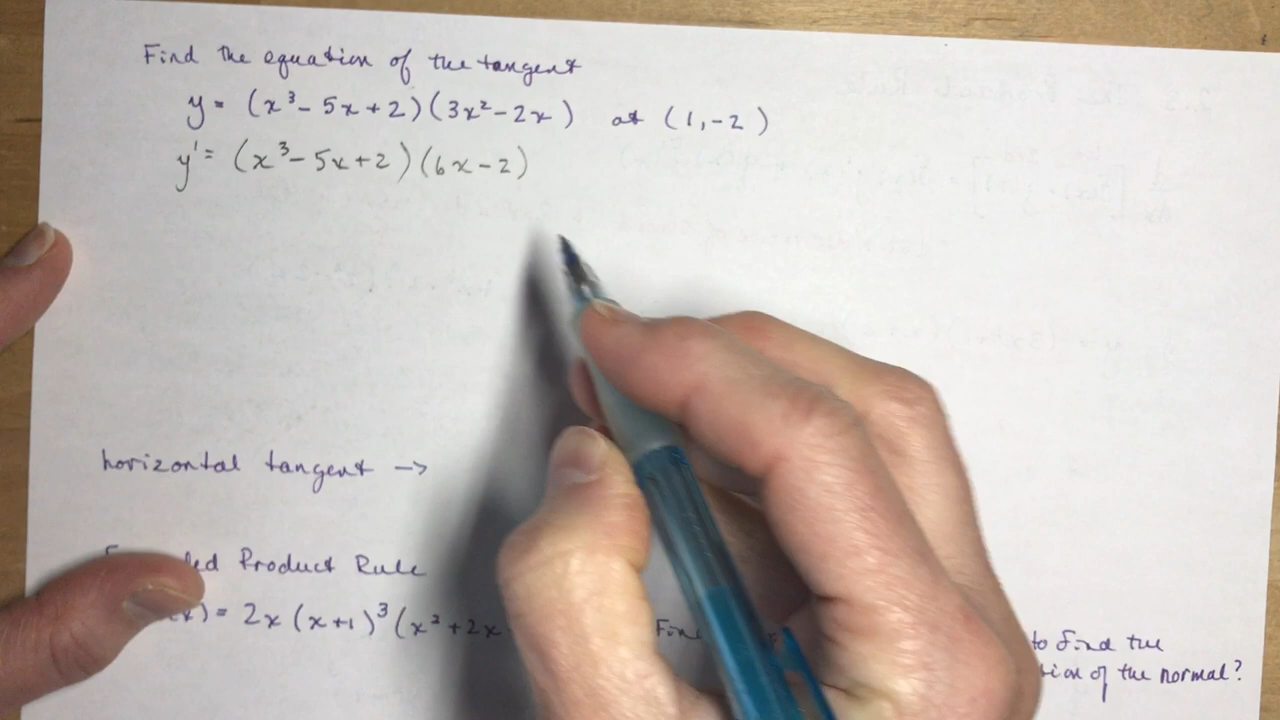 Find the equation of the tangent
y = (x³ - 5x + 2)(3x² - 2x) at (1, -2)
y' = (x³ - 5x + 2)(6x - 2)
horizontal tangent →
Product Rule
= 2x (x+1)³ (x² + 2x
to find the
of the normal?